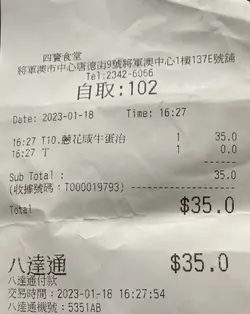 四寶食堂
將軍澳市中心唐德街9號將軍澳中心1樓137E號舖
Tel:2342-6066
自取:102
Date: 2023-01-18 Time: 16:27
16:27 T10.蔥花咸牛蛋治 1 35.0
16:27 T 1 0.0
Sub Total : 35.0
(收據號碼：T000019793)
Total $35.0
八達通 $35.0
八達通付款
交易時間：2023-01-18 16:27:54
八達通機號：5351AB